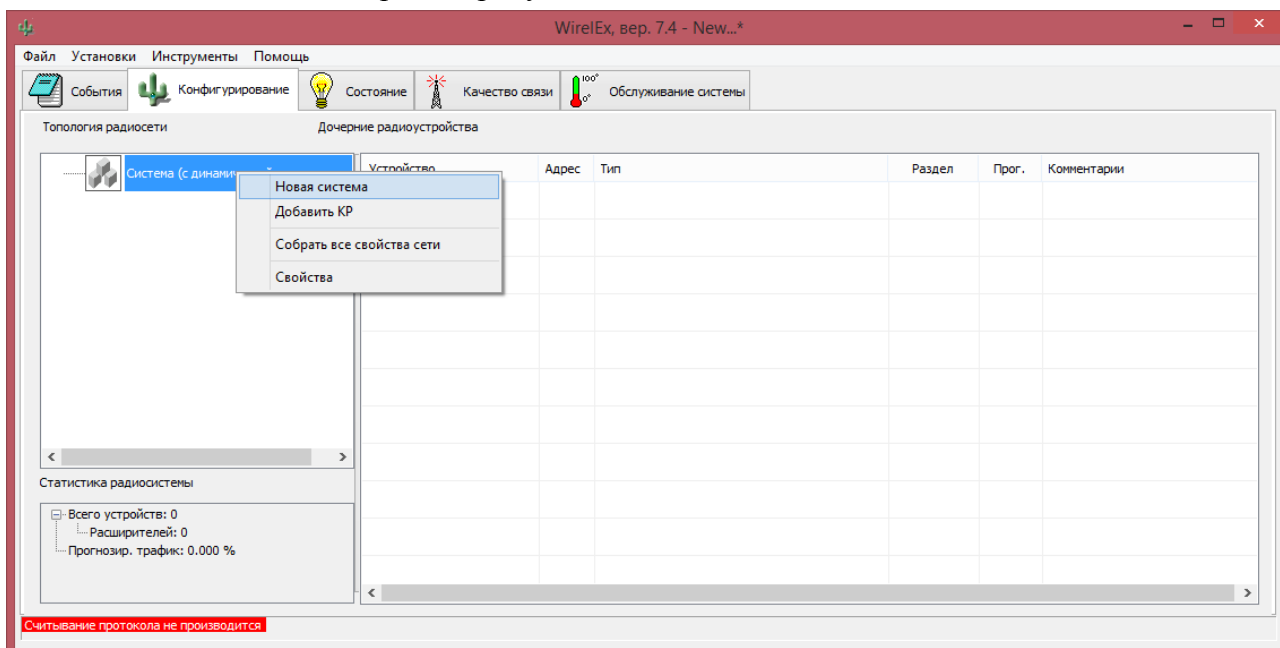 WirelEx, вер. 7.4 - New...*
Файл Установки Инструменты Помощь
События Конфигурирование Состояние Качество связи 100° 0° Обслуживание системы
Топология радиосети Дочерние радиоустройства
Система (с Устройство Адрес Тип Раздел Прог. Комментарии
Новая система
Добавить КР
Собрать все свойства сети
Свойства
Статистика радиосистемы
Всего устройств: 0
Расширителей: 0
Прогнозир. трафик: 0.000 %
Считывание протокола не производится